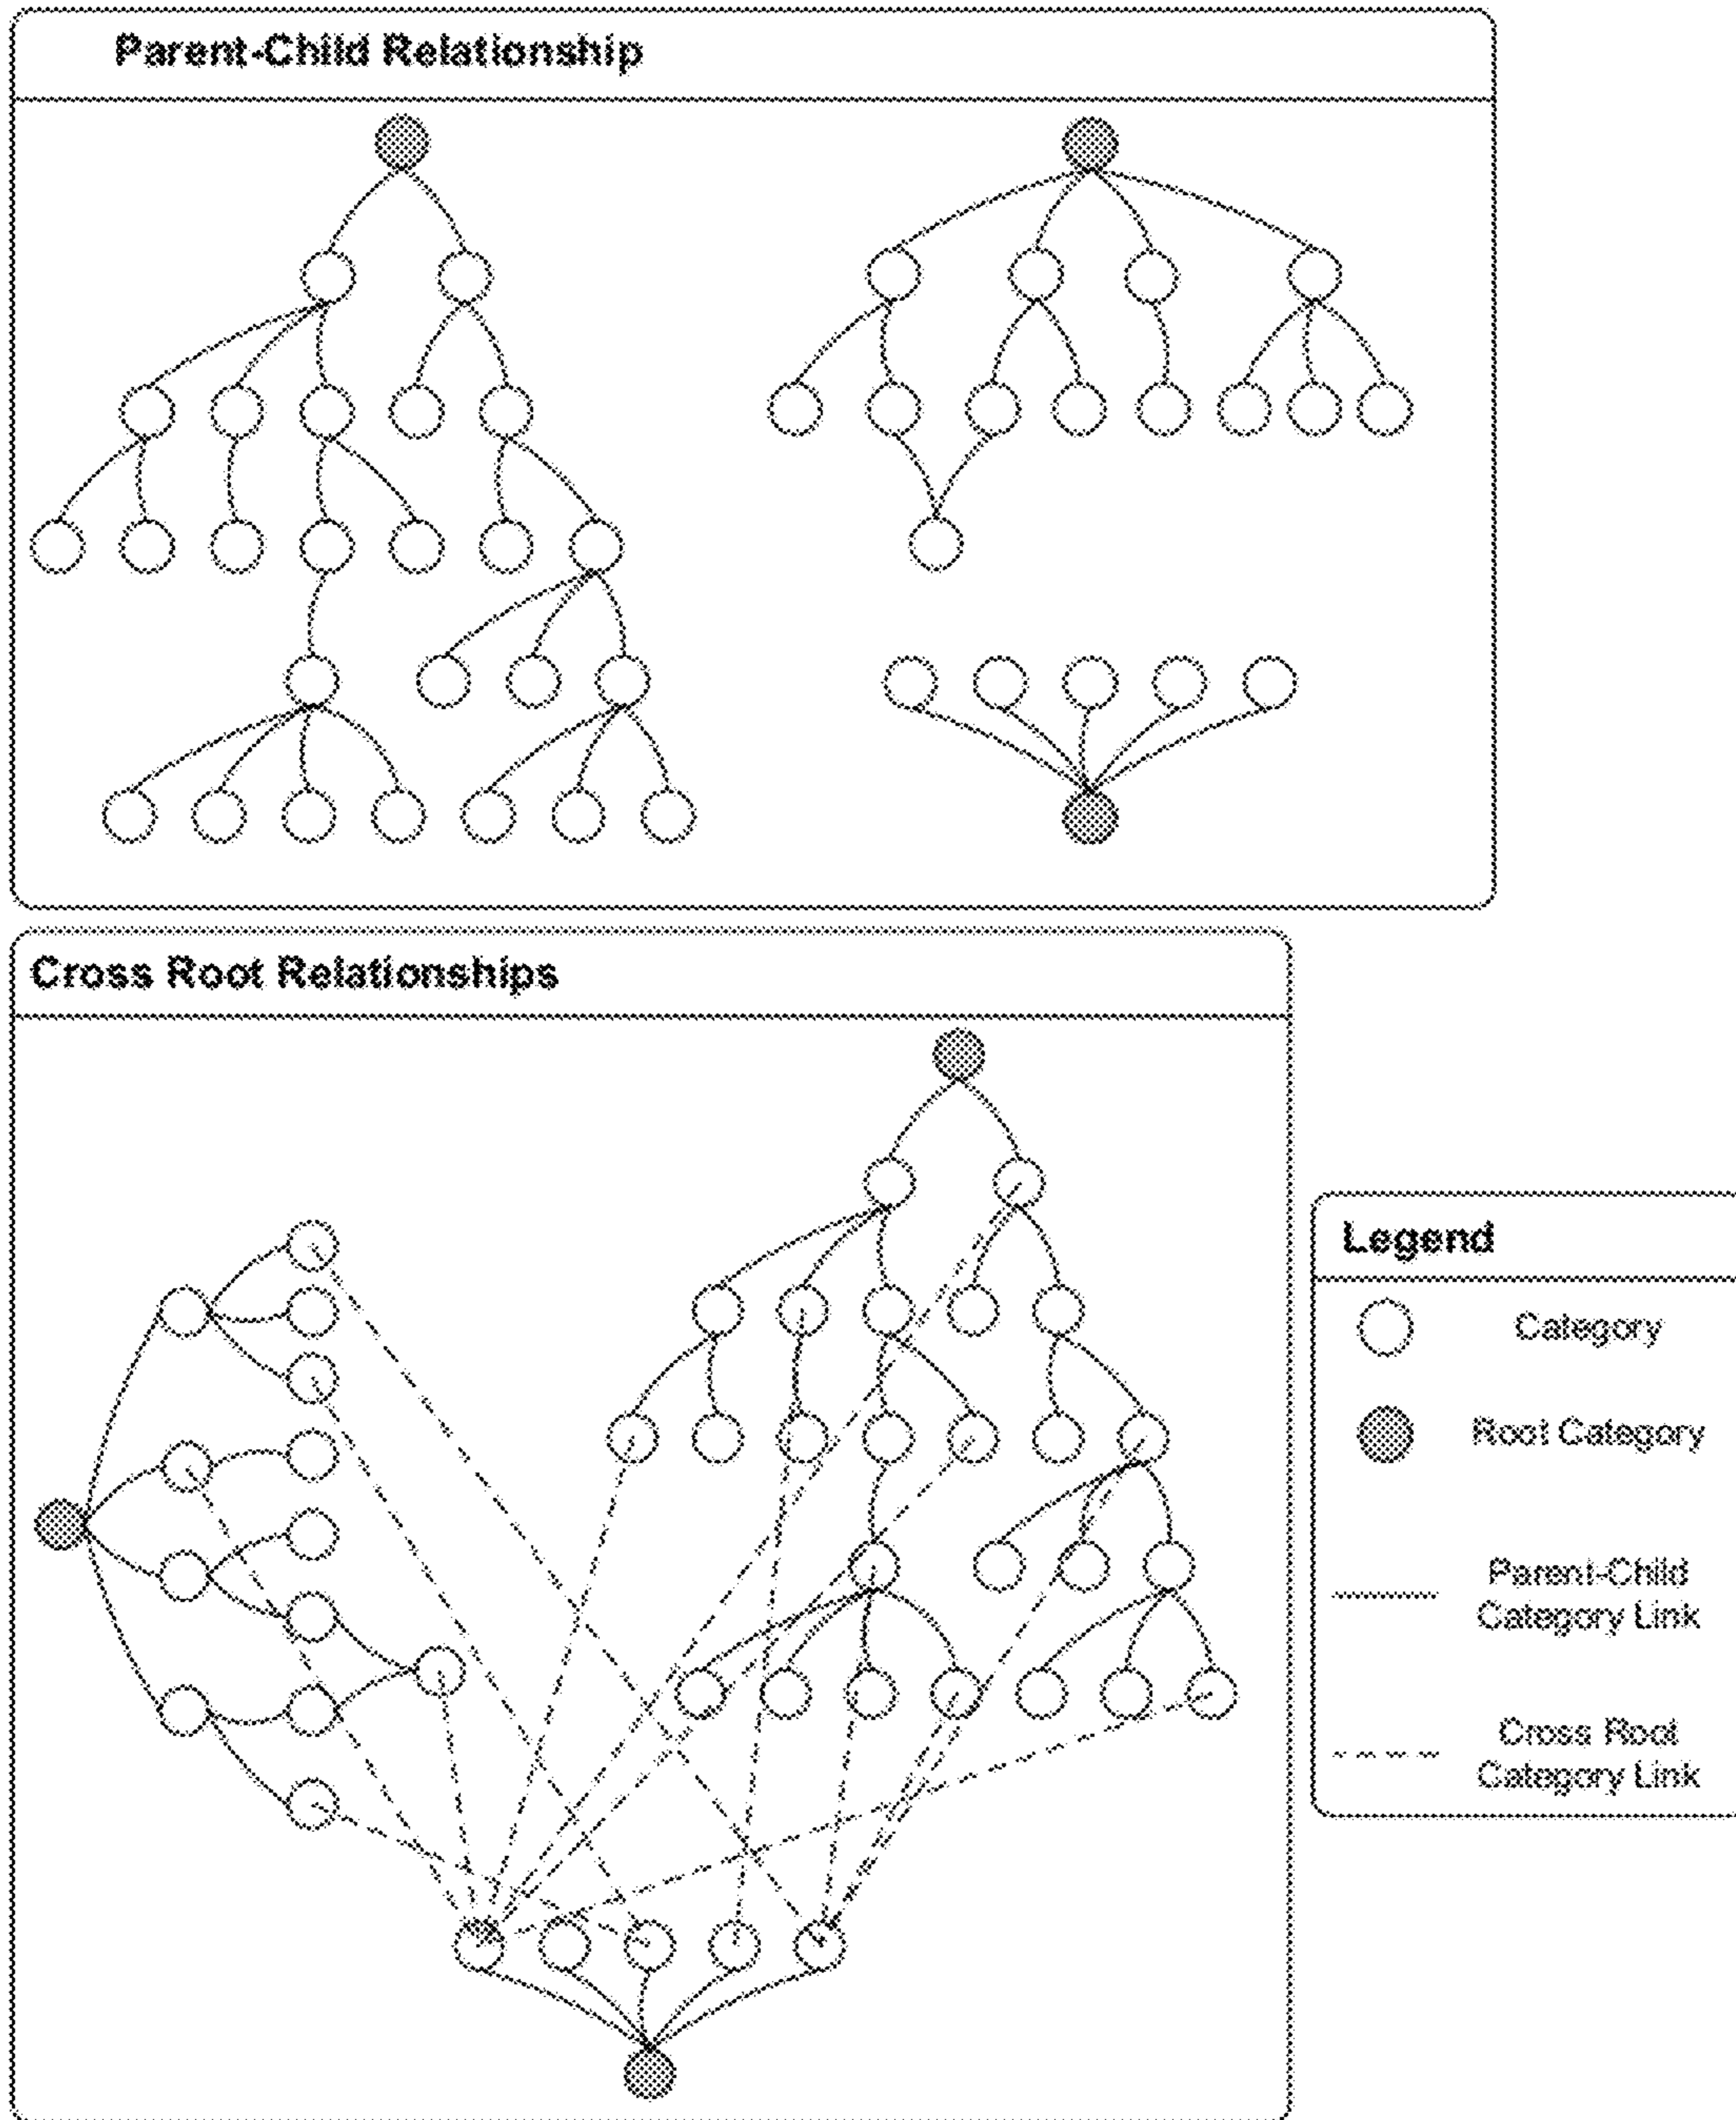 Parent-Child Relationship
Cross Root Relationships
Legend
Category
Root Category
Parent-Child
Category Link
Cross Root
Category Link